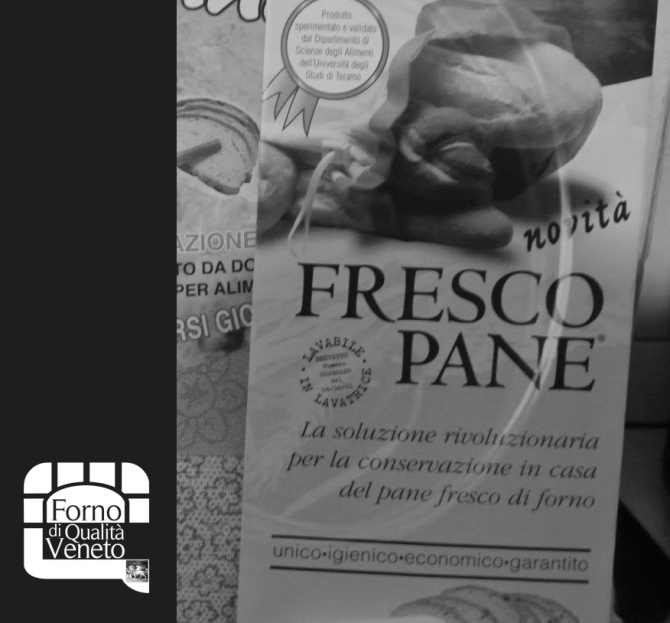 Prodotto
sperimentato e validato
dal Dipartimento di
Scienze degli Alimenti
dell'Università degli
Studi di Teramo
novità
AZIONE
TO DA DO
PER ALIM
RSI GIO
FRESCO
PANE®
LAVABILE
IN LAVATRICE
La soluzione rivoluzionaria
per la conservazione in casa
del pane fresco di forno
unico•igienico•economico•garantito
Forno
di Qualità
Veneto